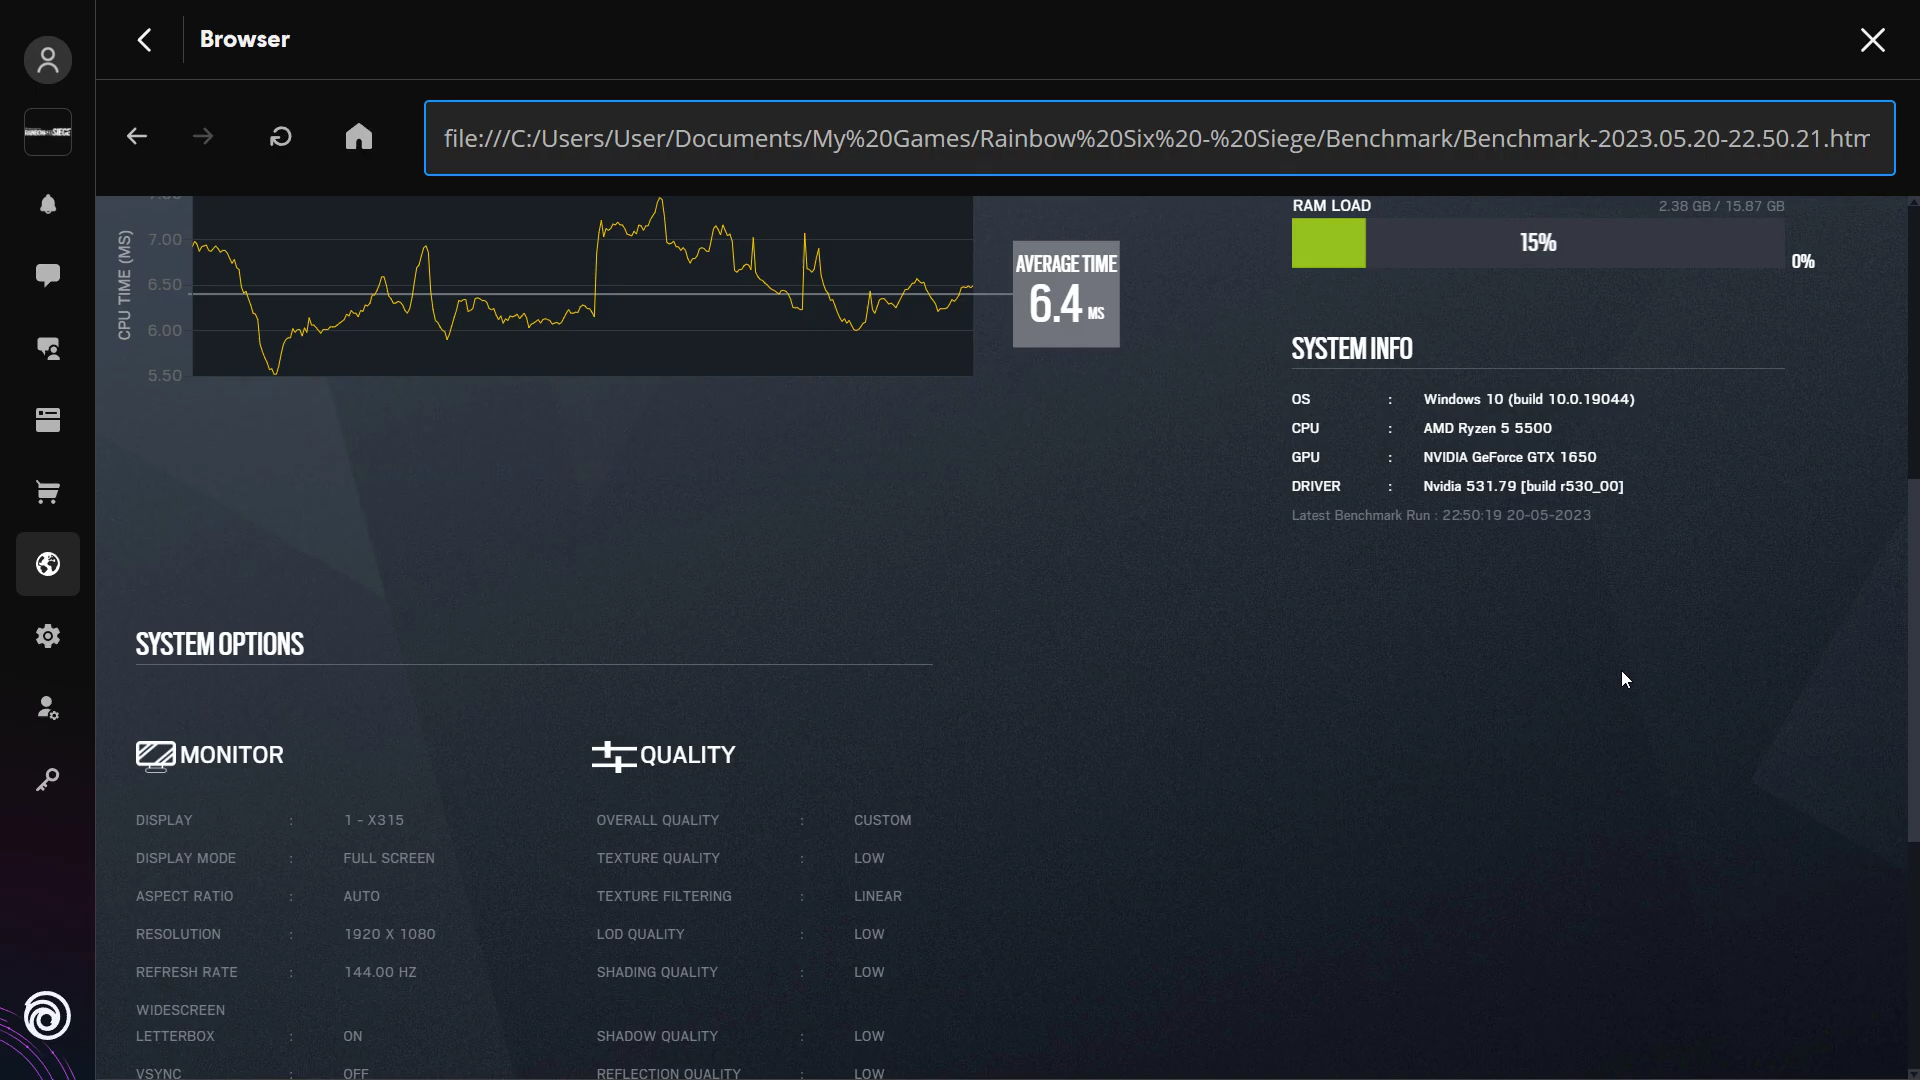 Browser
file:///C:/Users/User/Documents/My%20Games/Rainbow%20Six%20-%20Siege/Benchmark/Benchmark-2023.05.20-22.50.21.htm
CPU TIME (MS)
7.00
6.50
6.00
5.50
AVERAGE TIME
6.4 MS
RAM LOAD
2.38 GB / 15.87 GB
15%
0%
SYSTEM INFO
OS : Windows 10 (build 10.0.19044)
CPU : AMD Ryzen 5 5500
GPU : NVIDIA GeForce GTX 1650
DRIVER : Nvidia 531.79 [build r530_00]
Latest Benchmark Run : 22:50:19 20-05-2023
SYSTEM OPTIONS
MONITOR
DISPLAY : 1 - X315
DISPLAY MODE : FULL SCREEN
ASPECT RATIO : AUTO
RESOLUTION : 1920 X 1080
REFRESH RATE : 144.00 HZ
WIDESCREEN
LETTERBOX : ON
VSYNC : OFF
QUALITY
OVERALL QUALITY : CUSTOM
TEXTURE QUALITY : LOW
TEXTURE FILTERING : LINEAR
LOD QUALITY : LOW
SHADING QUALITY : LOW
SHADOW QUALITY : LOW
REFLECTION QUALITY : LOW